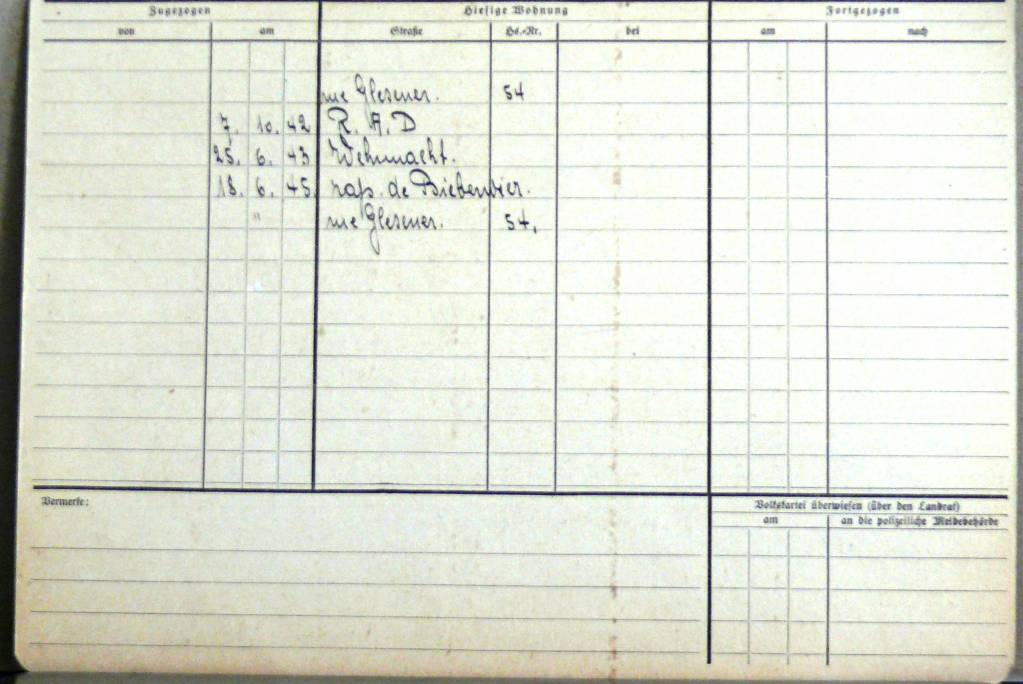 Zugezogen Hiesige Wohnung Fortgezogen
von am Straße Hs.-Nr. bei am nach
rue Glesener. 54
7. 10. 42 R. A. D
25. 6. 43 Wehrmacht.
18. 6. 45. rap. de Biebenvier.
" rue Glesener. 54.
Vermerke:
Volkskartei überwiesen (über den Landrat)
am an die polizeiliche Meldebehörde